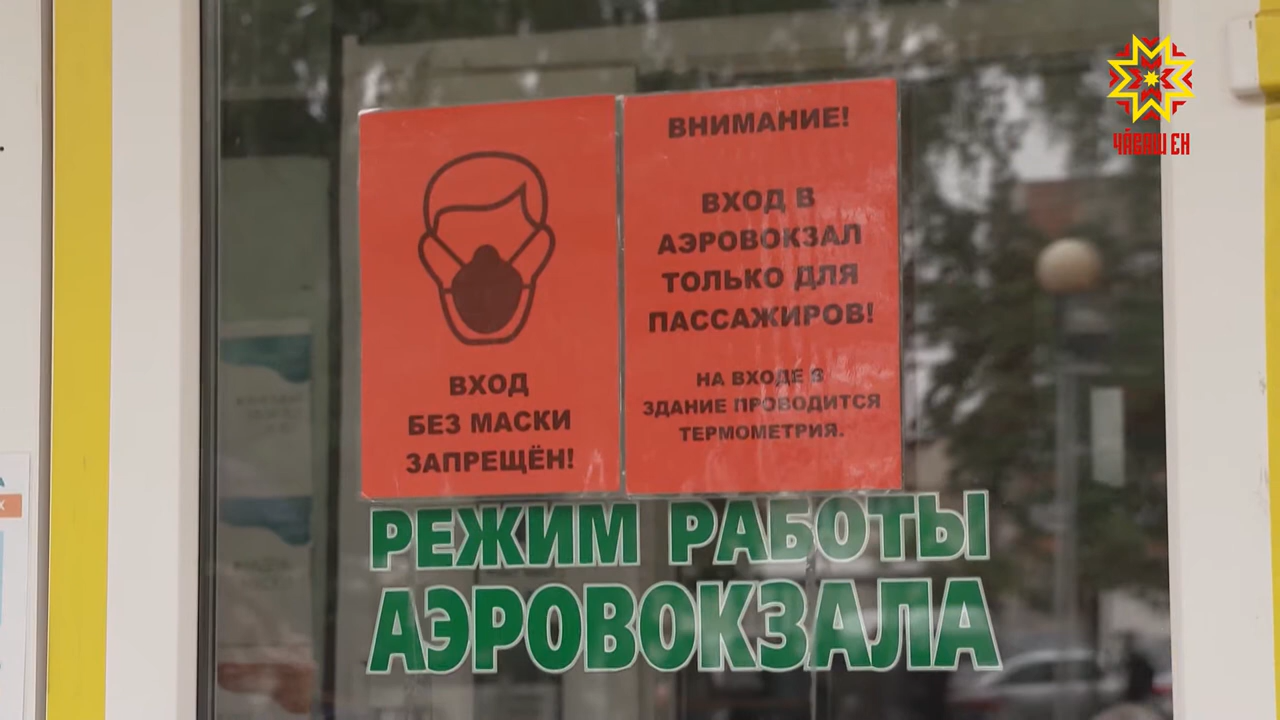 ЧӐВАШ ЕН
ВХОД
БЕЗ МАСКИ
ЗАПРЕЩЁН!
ВНИМАНИЕ!
ВХОД В
АЭРОВОКЗАЛ
ТОЛЬКО ДЛЯ
ПАССАЖИРОВ!
НА ВХОДЕ В
ЗДАНИЕ ПРОВОДИТСЯ
ТЕРМОМЕТРИЯ.
РЕЖИМ РАБОТЫ
АЭРОВОКЗАЛА